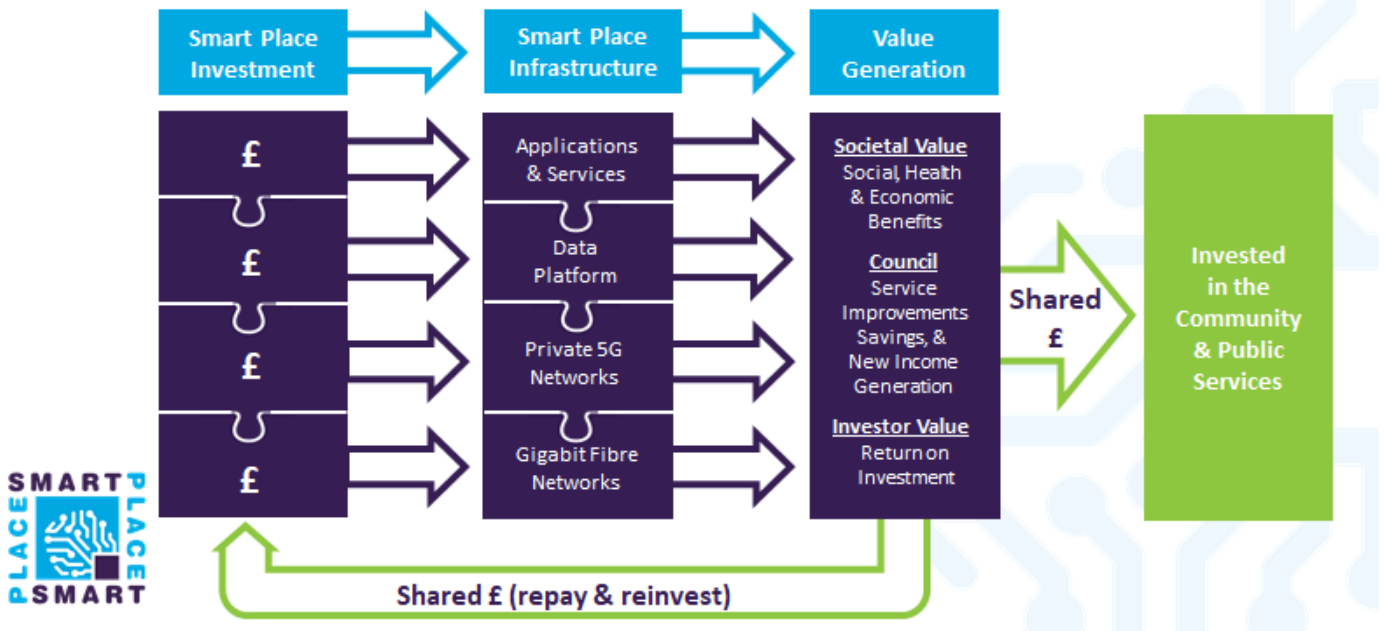 Smart Place
Investment
Smart Place
Infrastructure
Value
Generation
£
£
£
£
Applications
& Services
Data
Platform
Private 5G
Networks
Gigabit Fibre
Networks
Societal Value
Social, Health
& Economic
Benefits
Council
Service
Improvements
Savings, &
New Income
Generation
Investor Value
Return on
Investment
Shared
£
Invested
in the
Community
& Public
Services
Shared £ (repay & reinvest)
SMART
PLACE
SMART
PLACE